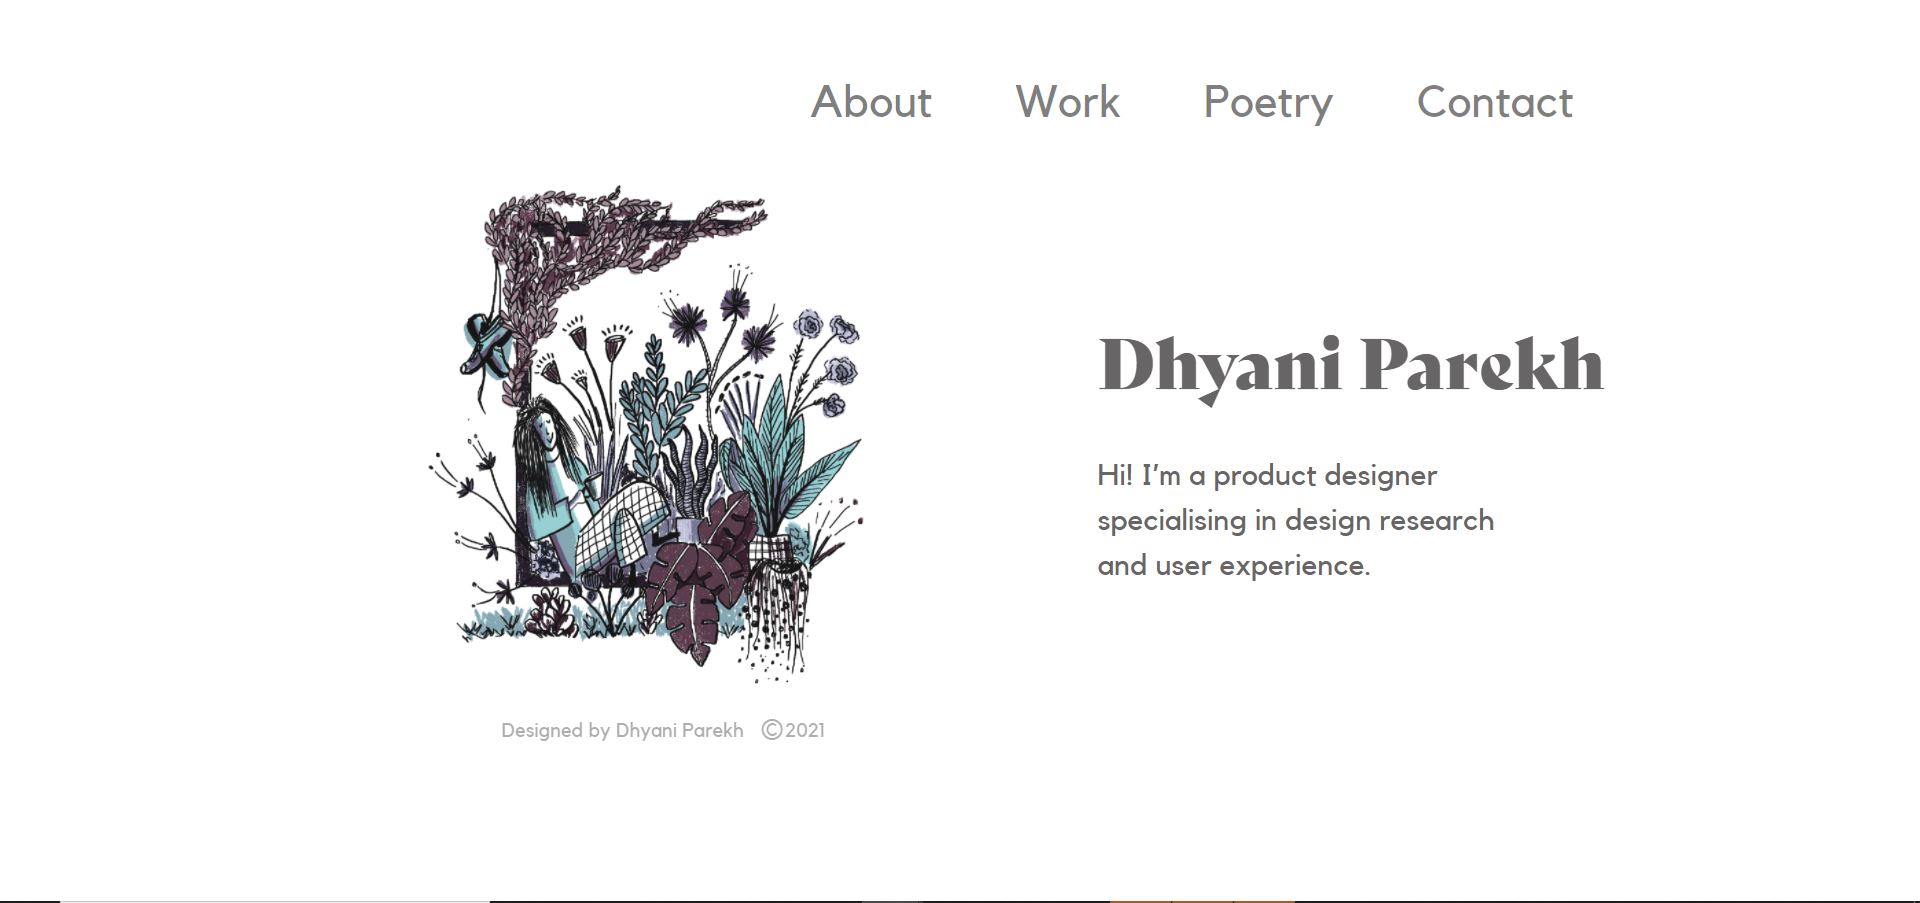 About Work Poetry Contact
Dhyani Parekh
Hi! I'm a product designer
specialising in design research
and user experience.
Designed by Dhyani Parekh ©2021